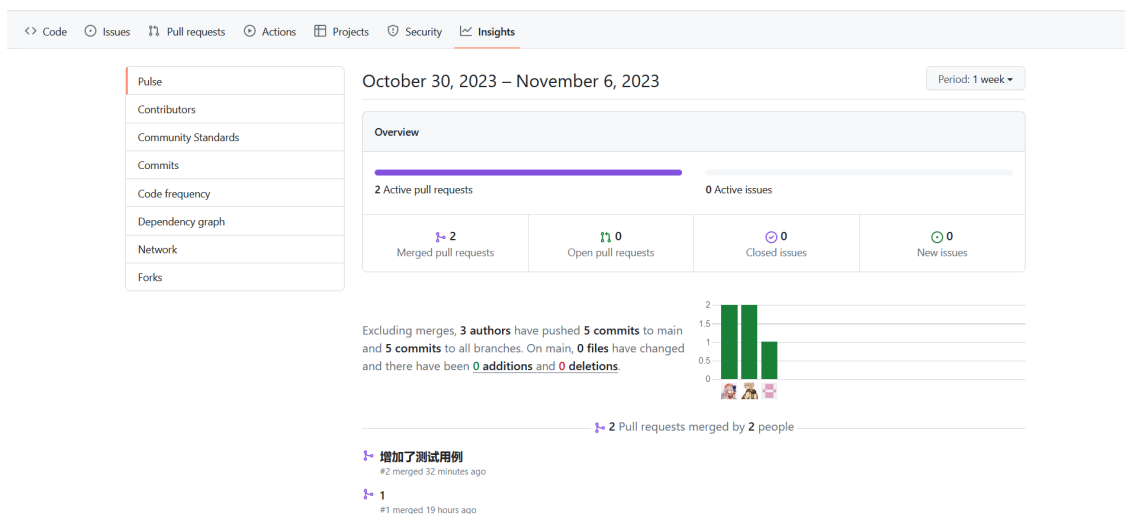 Code Issues Pull requests Actions Projects Security Insights
Pulse
Contributors
Community Standards
Commits
Code frequency
Dependency graph
Network
Forks
October 30, 2023 – November 6, 2023
Period: 1 week
Overview
2 Active pull requests
0 Active issues
2
Merged pull requests
0
Open pull requests
0
Closed issues
0
New issues
Excluding merges, 3 authors have pushed 5 commits to main
and 5 commits to all branches. On main, 0 files have changed
and there have been 0 additions and 0 deletions.
2
1.5
1
0.5
0
2 Pull requests merged by 2 people
增加了测试用例
#2 merged 32 minutes ago
1
#1 merged 19 hours ago